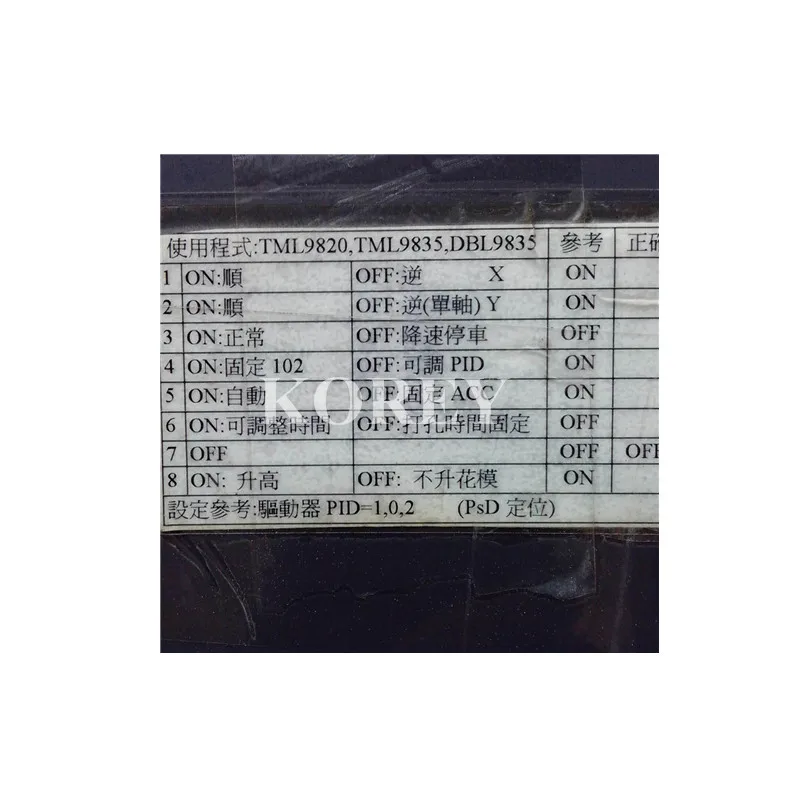 使用程式:TML9820,TML9835,DBL9835 參考 正確
1 ON:順 OFF:逆 X ON
2 ON:順 OFF:逆(單軸) Y ON
3 ON:正常 OFF:降速停車 OFF
4 ON:固定 102 OFF:可調 PID ON
5 ON:自動 OFF:固定 ACC ON
6 ON:可調整時間 OFF:打孔時間固定 OFF
7 OFF OFF OFF
8 ON: 升高 OFF: 不升花模 ON
設定參考:驅動器 PID=1,0,2 (PsD 定位)
KOREY